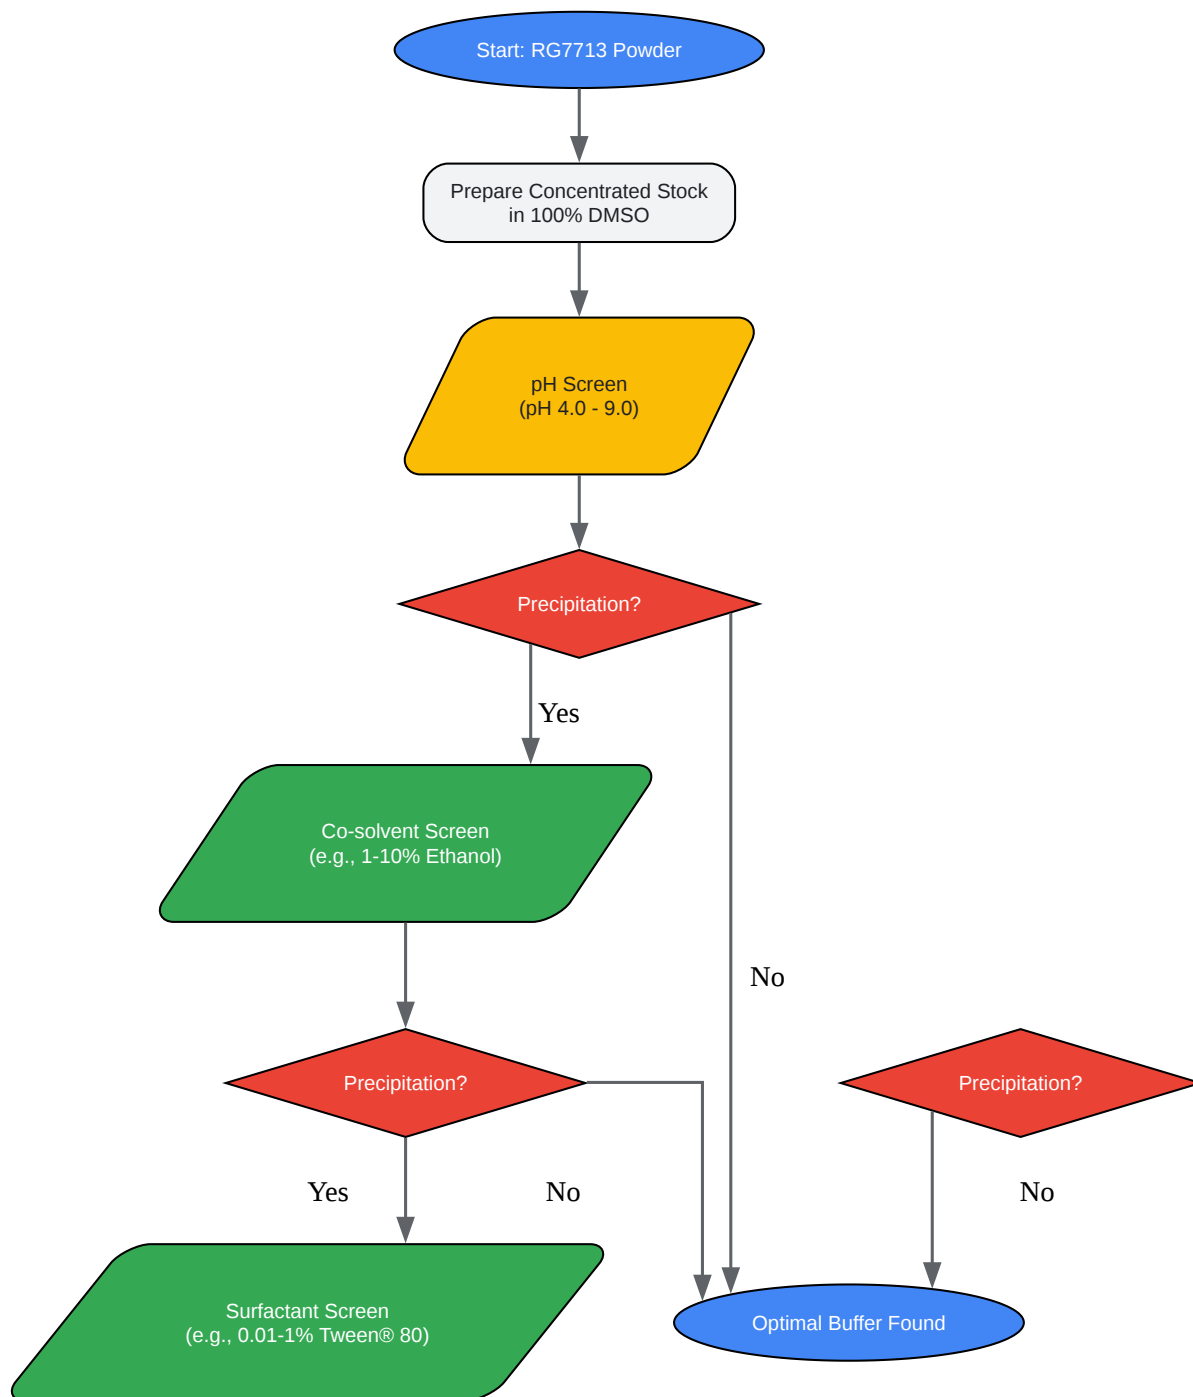 Start: RG7713 Powder
Prepare Concentrated Stock
in 100% DMSO
pH Screen
(pH 4.0 - 9.0)
Precipitation?
Yes
Co-solvent Screen
(e.g., 1-10% Ethanol)
No
Precipitation?
Precipitation?
Yes
No
No
Surfactant Screen
(e.g., 0.01-1% Tween® 80)
Optimal Buffer Found